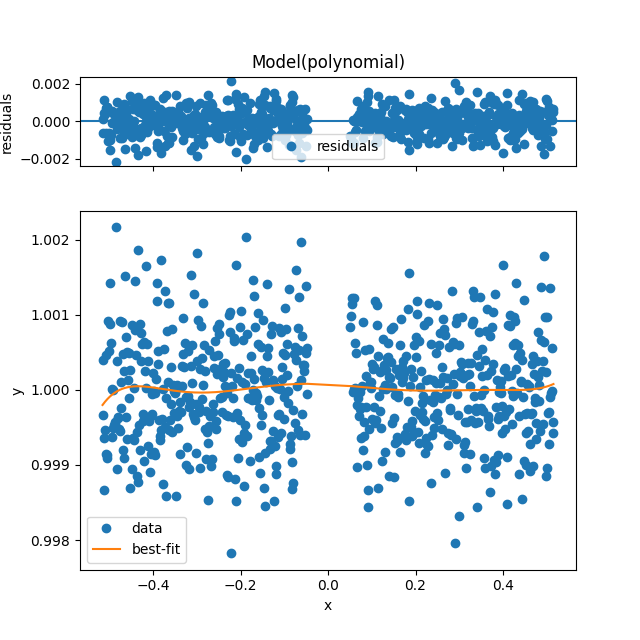 Model(polynomial)
0.002
0.000
−0.002
residuals
residuals
1.002
1.001
1.000
0.999
0.998
y
data
best-fit
−0.4 −0.2 0.0 0.2 0.4
x